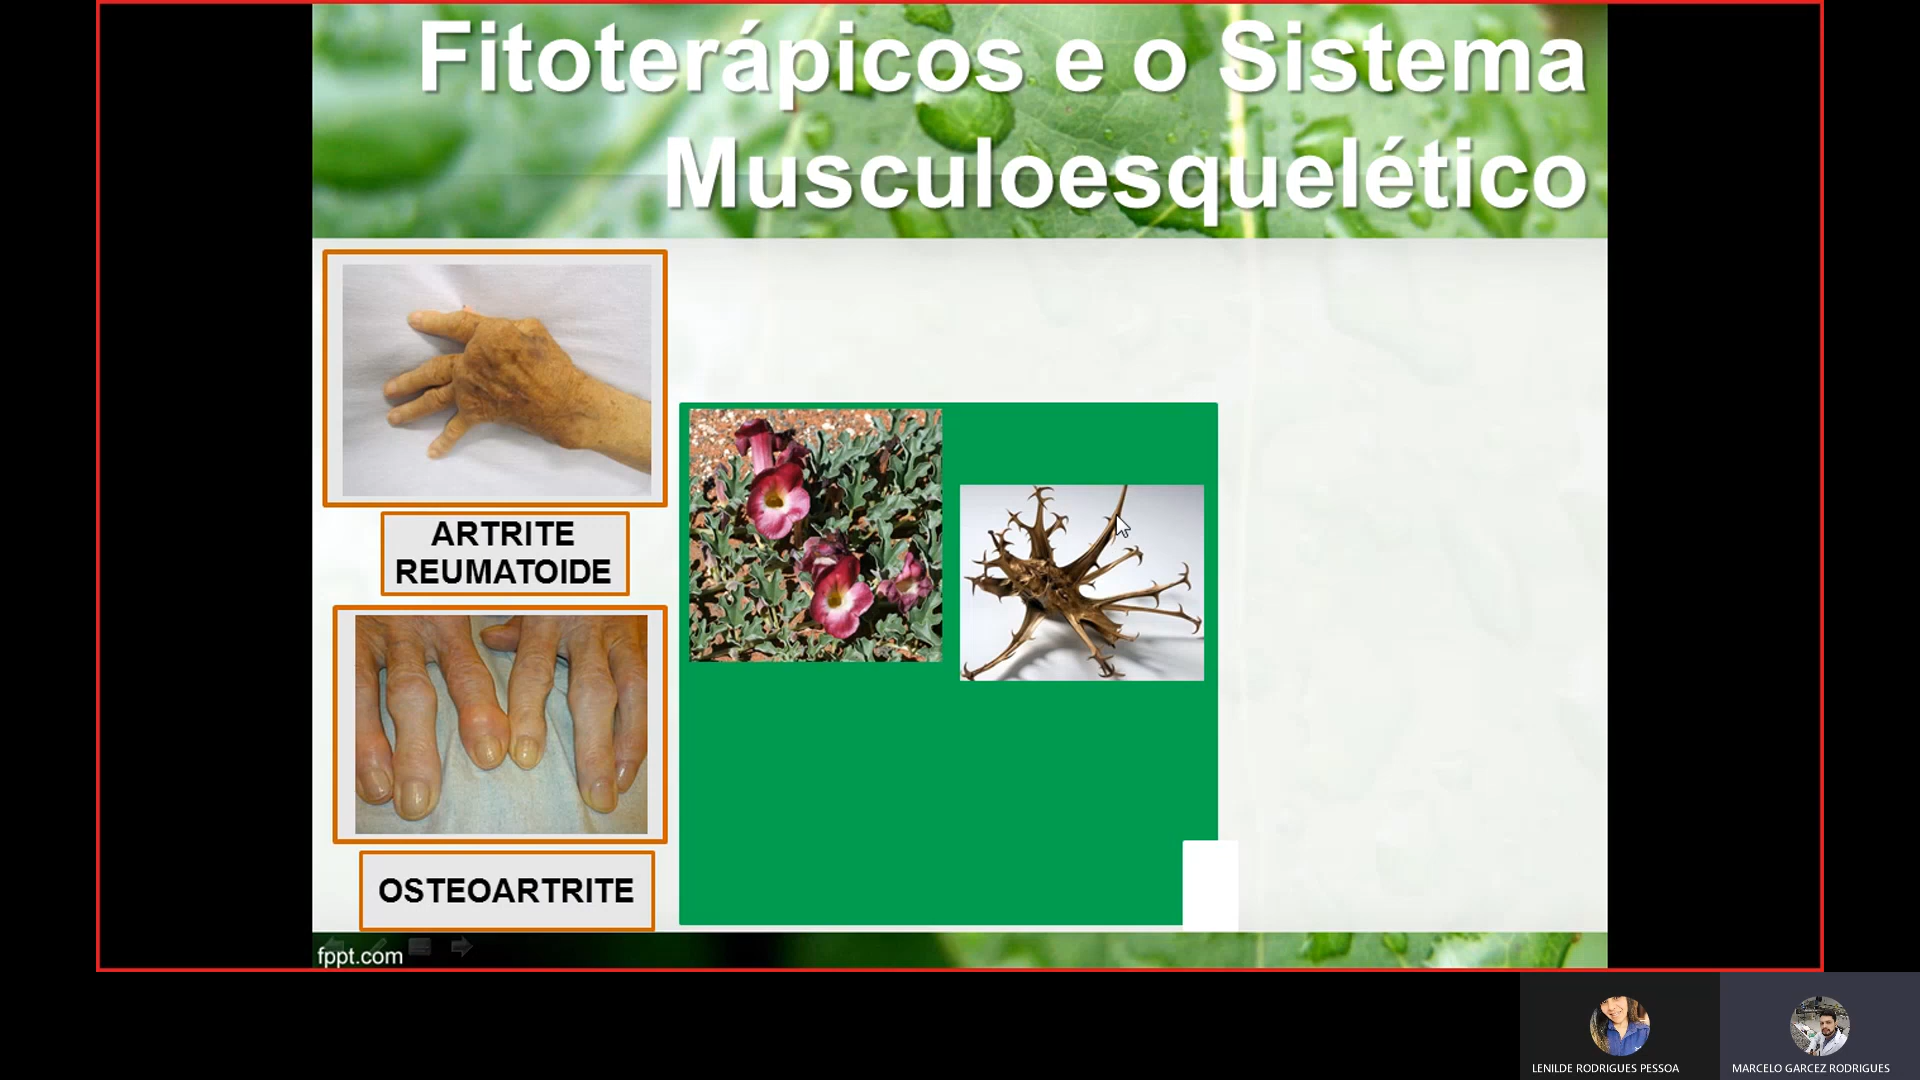 Fitoterápicos e o Sistema
Musculoesquelético
ARTRITE
REUMATOIDE
OSTEOARTRITE
fppt.com
LENILDE RODRIGUES PESSOA
MARCELO GARCEZ RODRIGUES